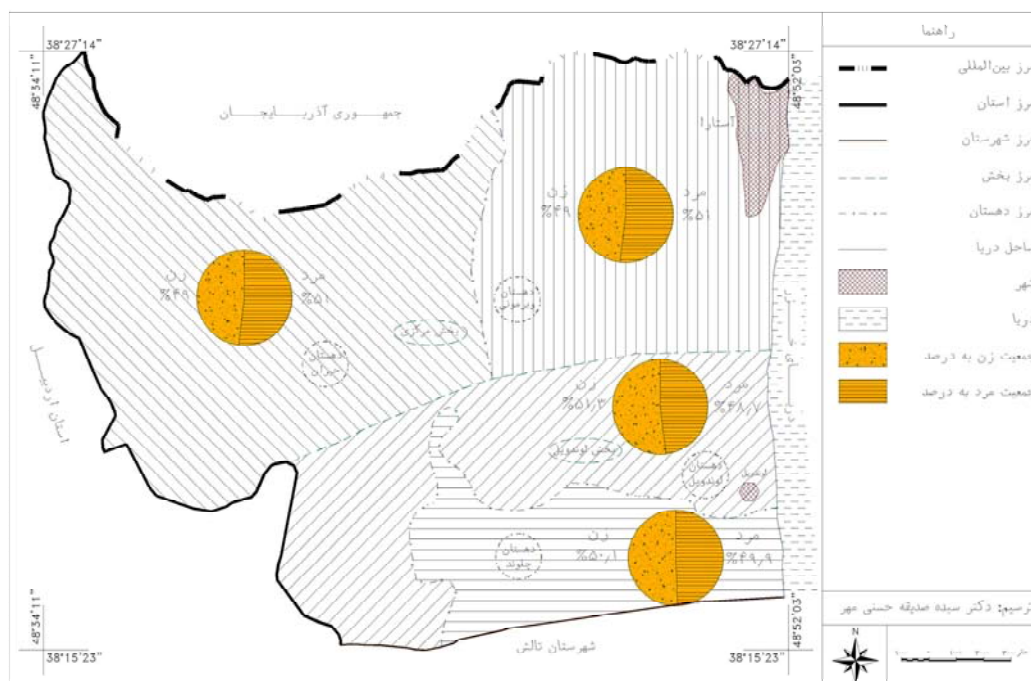 38°27'14"
38°27'14"
48°34'11"
48°52'03"
راهنما
مرز بین‌المللی
مرز استان
مرز شهرستان
مرز بخش
مرز دهستان
ساحل دریا
شهر
دریا
جمعیت زن به درصد
جمعیت مرد به درصد
جمهوری آذربایجان
آستارا
مرد
%۵۱
زن
%۴۹
مرد
%۵۱
زن
%۴۹
دهستان
ویرمونی
بخش مرکزی
دهستان
حیران
استان اردبیل
مرد
%۴۸٫۷
زن
%۵۱٫۳
بخش لوندویل
دهستان
لوندویل
لوندویل
مرد
%۴۹٫۹
زن
%۵۰٫۱
دهستان
چلوند
شهرستان تالش
48°34'11"
48°52'03"
38°15'23"
38°15'23"
ترسیم: دکتر سیده صدیقه حسنی مهر
N